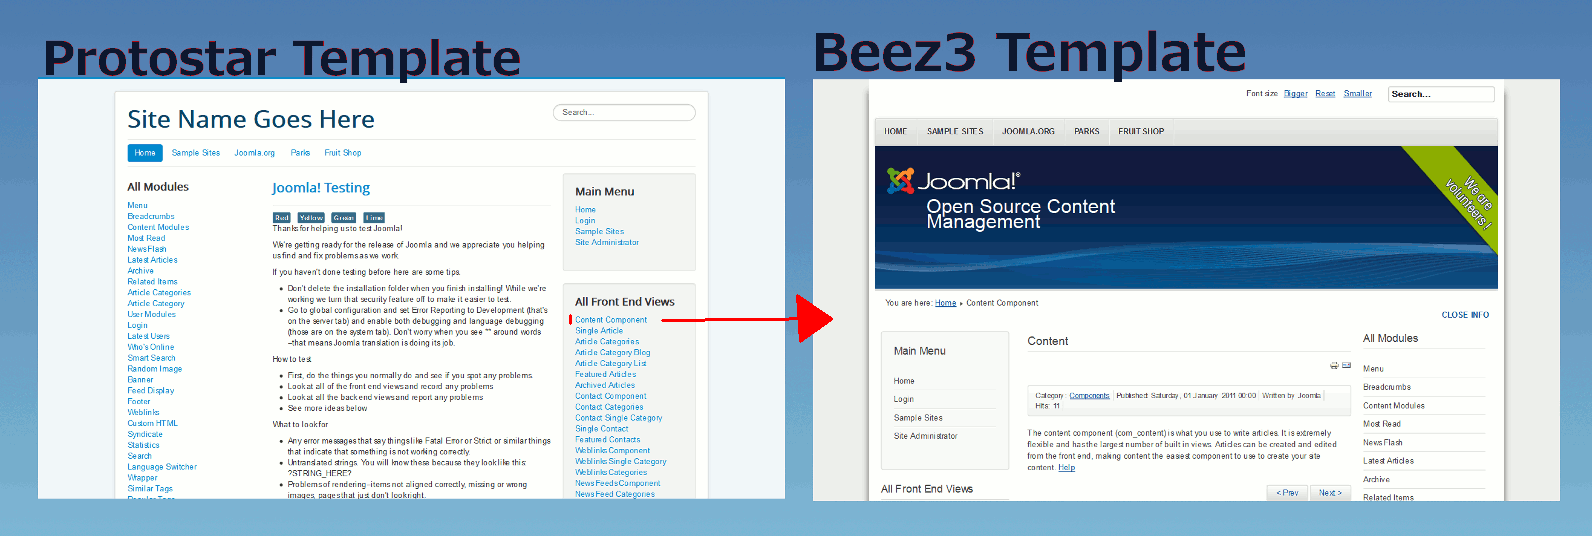 Protostar Template
Site Name Goes Here
Search...
Home Sample Sites Joomla.org Parks Fruit Shop
All Modules
Menu
Breadcrumbs
Content Modules
Most Read
News Flash
Latest Articles
Archive
Related Items
Article Categories
Article Category
User Modules
Login
Latest Users
Who's Online
Smart Search
Random Image
Banner
Feed Display
Footer
Weblinks
Custom HTML
Syndicate
Statistics
Search
Language Switcher
Wrapper
Similar Tags
Popular Tags
Joomla! Testing
Red Yellow Green Lime
Thanks for helping us to test Joomla!
We're getting ready for the release of Joomla and we appreciate you helping
us find and fix problems as we work.
If you haven't done testing before here are some tips.
Don't delete the installation folder when you finish installing! While we're
working we turn that security feature off to make it easier to test.
Go to global configuration and set Error Reporting to Development (that's
on the server tab) and enable both debugging and language debugging
(those are on the system tab). Don't worry when you see "" around words
--that means Joomla translation is doing its job.
How to test
First, do the things you normally do and see if you spot any problems.
Look at all of the front end views and record any problems
Look at all the back end views and report any problems
See more ideas below
What to look for
Any error messages that say things like Fatal Error or Strict or similar things
that indicate that something is not working correctly.
Untranslated strings. You will know these because they look like this:
?STRING_HERE?
Problems of rendering--items not aligned correctly, missing or wrong
images, pages that just don't look right.
Main Menu
Home
Login
Sample Sites
Site Administrator
All Front End Views
Content Component
Single Article
Article Categories
Article Category Blog
Article Category List
Featured Articles
Archived Articles
Contact Component
Contact Categories
Contact Single Category
Single Contact
Featured Contacts
Weblinks Component
Weblinks Single Category
Weblinks Categories
News Feeds Component
News Feed Categories
Beez3 Template
Font size Bigger Reset Smaller Search...
HOME SAMPLE SITES JOOMLA.ORG PARKS FRUIT SHOP
Joomla!®
Open Source Content
Management
We are
volunteers!
You are here: Home ▸ Content Component
CLOSE INFO
Main Menu
Home
Login
Sample Sites
Site Administrator
All Front End Views
Content
Category : Components Published: Saturday, 01 January 2011 00:00 Written by Joomla
Hits: 11
The content component (com_content) is what you use to write articles. It is extremely
flexible and has the largest number of built in views. Articles can be created and edited
from the front end, making content the easiest component to use to create your site
content. Help
< Prev Next >
All Modules
Menu
Breadcrumbs
Content Modules
Most Read
News Flash
Latest Articles
Archive
Related Items